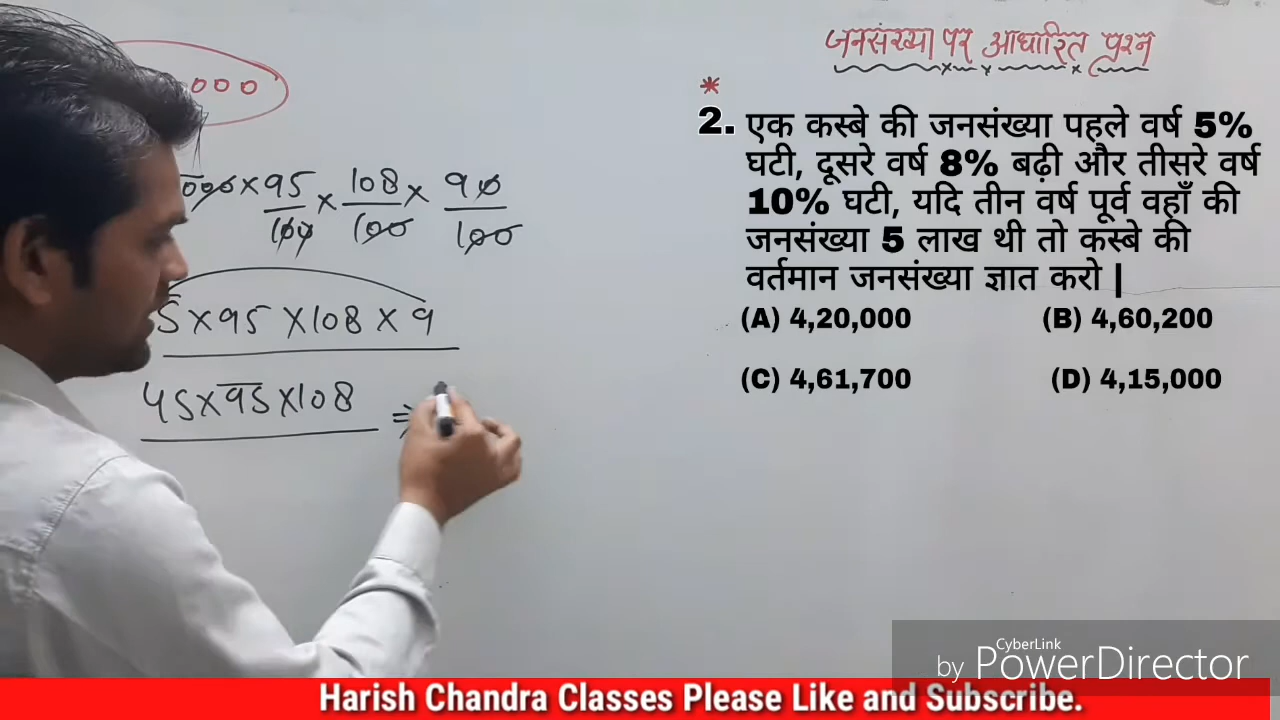 जनसंख्या पर आधारित प्रश्न
*
2. एक कस्बे की जनसंख्या पहले वर्ष 5%
घटी, दूसरे वर्ष 8% बढ़ी और तीसरे वर्ष
10% घटी, यदि तीन वर्ष पूर्व वहाँ की
जनसंख्या 5 लाख थी तो कस्बे की
वर्तमान जनसंख्या ज्ञात करो |
(A) 4,20,000 (B) 4,60,200
(C) 4,61,700 (D) 4,15,000
000
000 × 95/100 × 108/100 × 90/100
5 × 95 × 108 × 9
45 × 95 × 108 ⇒
CyberLink
by PowerDirector
Harish Chandra Classes Please Like and Subscribe.